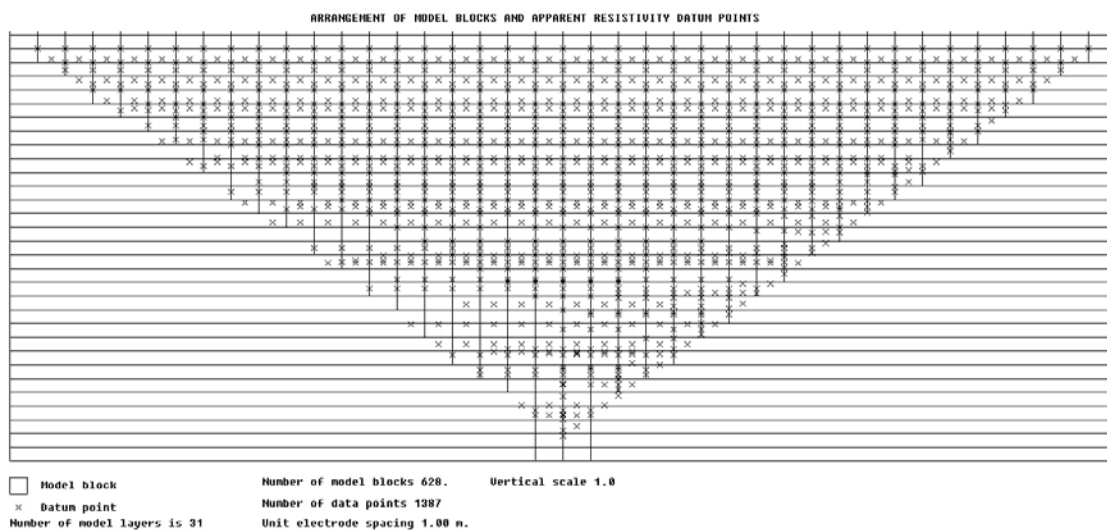 ARRANGEMENT OF MODEL BLOCKS AND APPARENT RESISTIVITY DATUM POINTS
Model block
Number of model blocks 628.
Vertical scale 1.0
Datum point
Number of data points 1387
Number of model layers is 31
Unit electrode spacing 1.00 m.